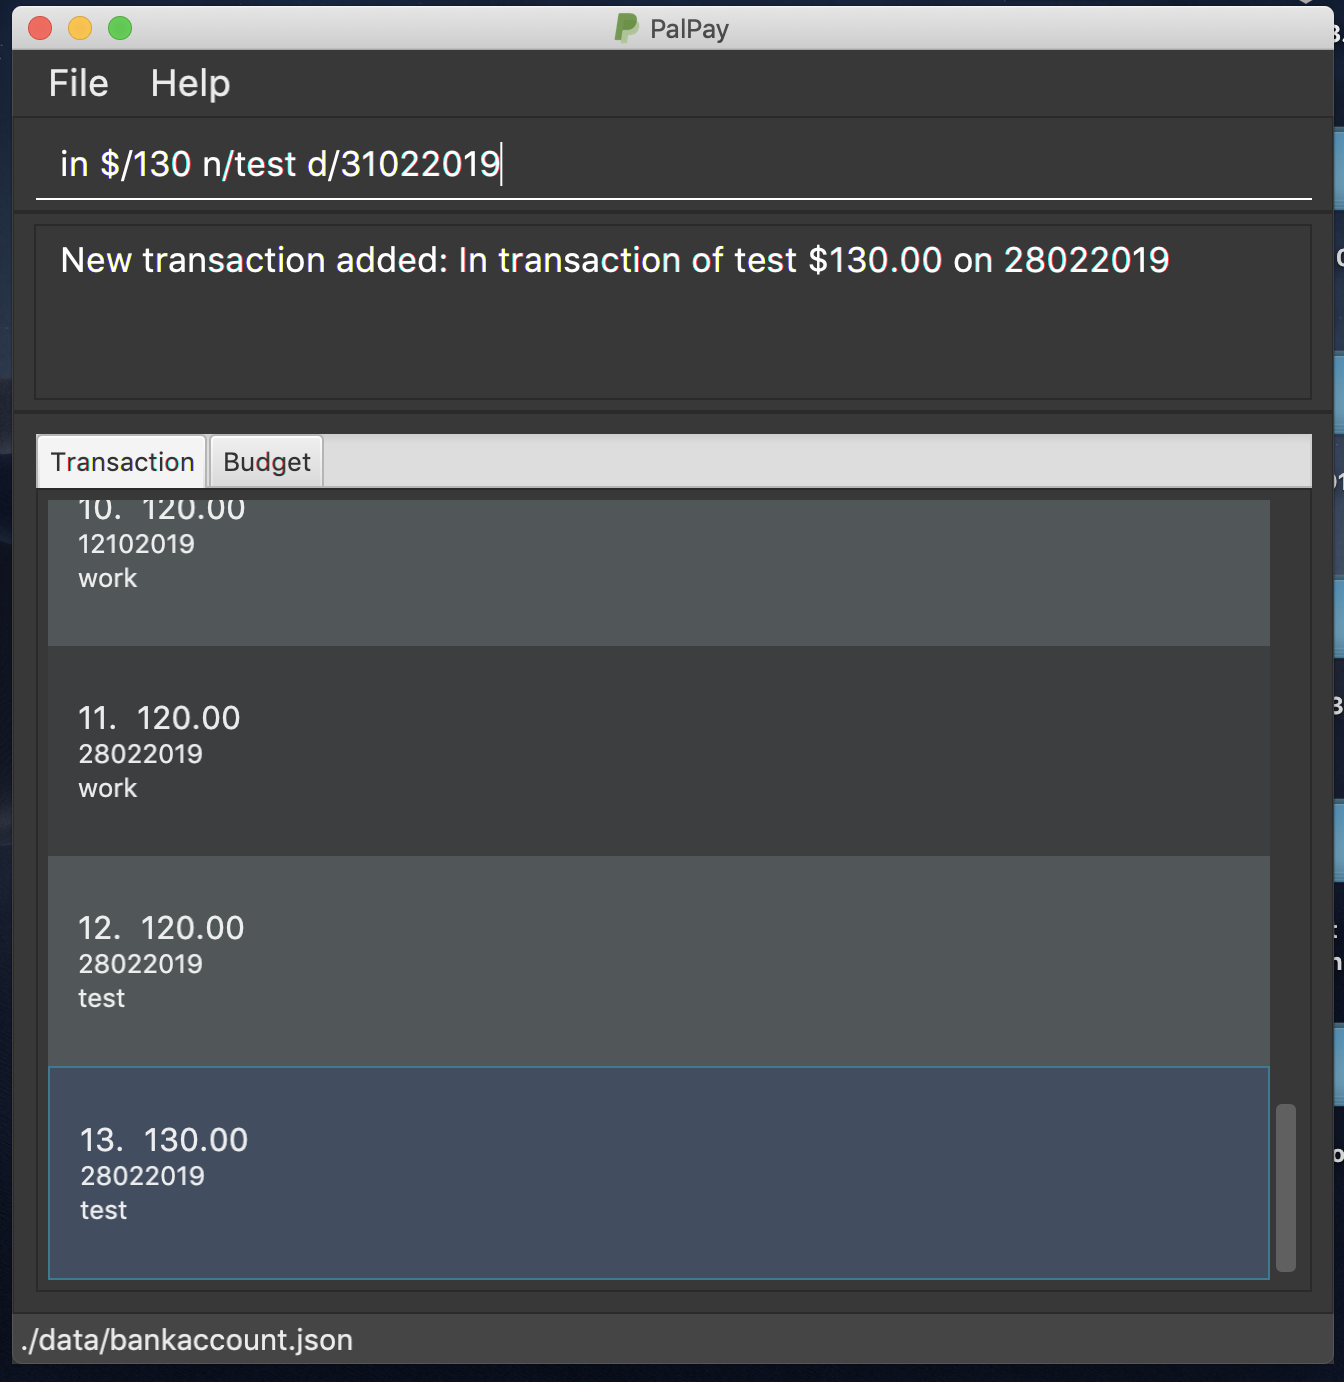 PalPay
File Help
in $/130 n/test d/31022019
New transaction added: In transaction of test $130.00 on 28022019
Transaction Budget
10. 120.00
12102019
work
11. 120.00
28022019
work
12. 120.00
28022019
test
13. 130.00
28022019
test
./data/bankaccount.json